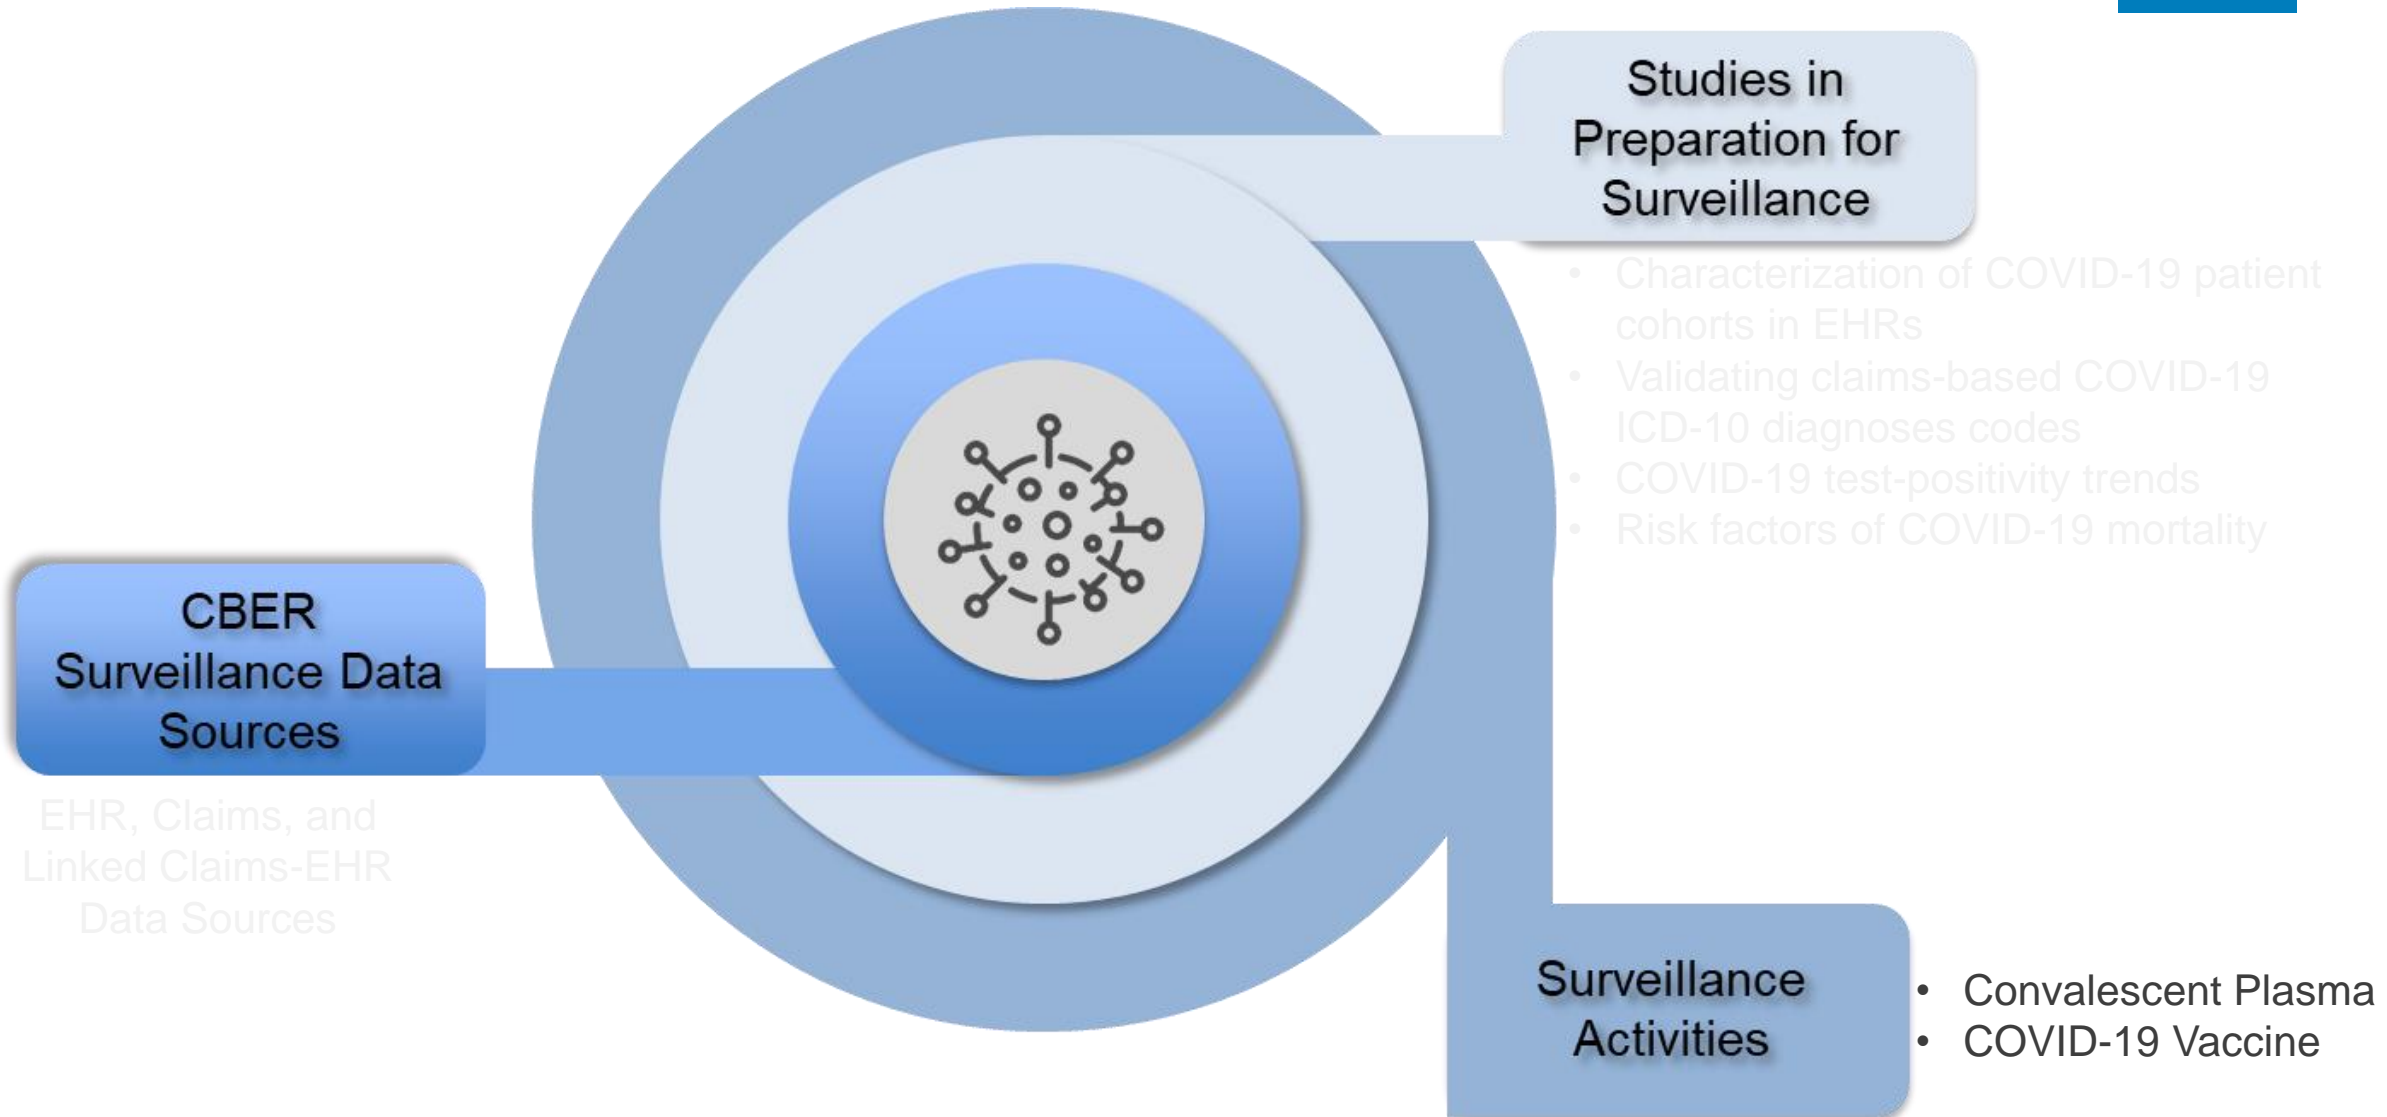 Studies in
Preparation for
Surveillance
• Characterization of COVID-19 patient
cohorts in EHRs
• Validating claims-based COVID-19
ICD-10 diagnoses codes
• COVID-19 test-positivity trends
• Risk factors of COVID-19 mortality
CBER
Surveillance Data
Sources
EHR, Claims, and
Linked Claims-EHR
Data Sources
Surveillance
Activities
• Convalescent Plasma
• COVID-19 Vaccine